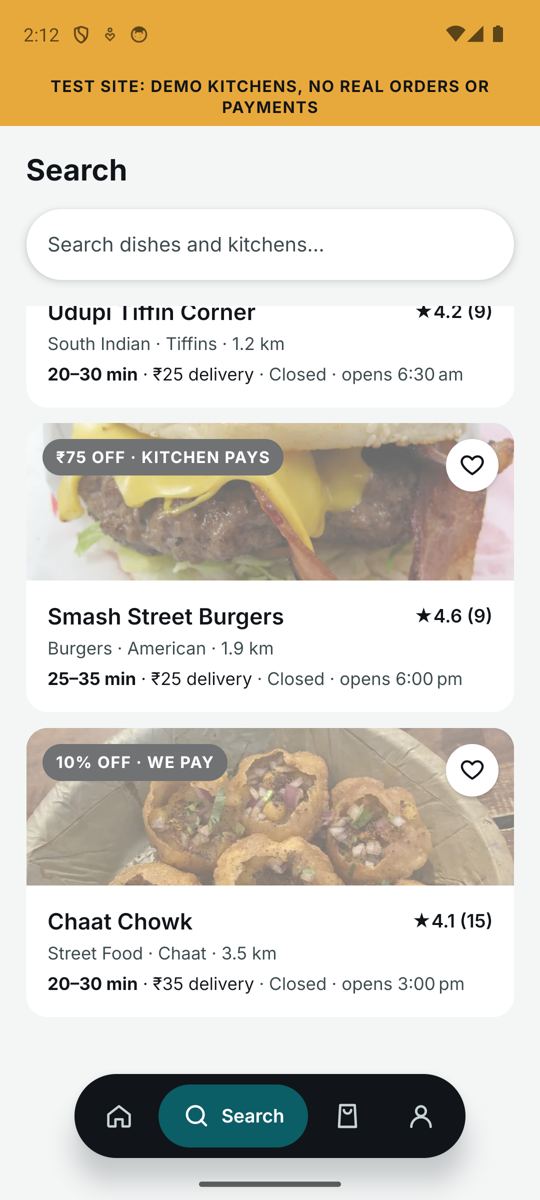 2:12
TEST SITE: DEMO KITCHENS, NO REAL ORDERS OR
PAYMENTS
Search
Search dishes and kitchens...
Udupi Tiffin Corner ★4.2 (9)
South Indian · Tiffins · 1.2 km
20–30 min · ₹25 delivery · Closed · opens 6:30 am
₹75 OFF · KITCHEN PAYS
Smash Street Burgers ★4.6 (9)
Burgers · American · 1.9 km
25–35 min · ₹25 delivery · Closed · opens 6:00 pm
10% OFF · WE PAY
Chaat Chowk ★4.1 (15)
Street Food · Chaat · 3.5 km
20–30 min · ₹35 delivery · Closed · opens 3:00 pm
Search